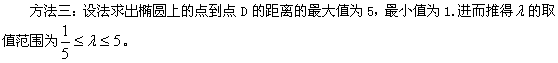 方法三：设法求出椭圆上的点到点 D 的距离的最大值为 5，最小值为 1.进而推得 λ 的取
值范围为 1/5 ≤ λ ≤ 5。